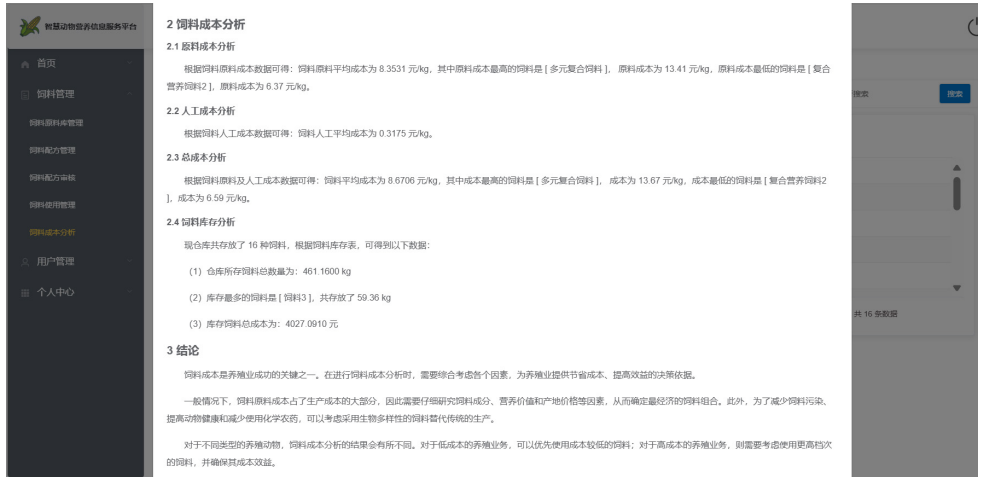 智慧动物营养信息服务平台
首页
饲料管理
饲料原料库管理
饲料配方管理
饲料配方审核
饲料使用管理
饲料成本分析
用户管理
个人中心
2 饲料成本分析
2.1 原料成本分析
根据饲料原料成本数据可得：饲料原料平均成本为 8.3531 元/kg，其中原料成本最高的饲料是 [ 多元复合饲料 ]， 原料成本为 13.41 元/kg，原料成本最低的饲料是 [ 复合
营养饲料2 ]，原料成本为 6.37 元/kg。
2.2 人工成本分析
根据饲料人工成本数据可得：饲料人工平均成本为 0.3175 元/kg。
2.3 总成本分析
根据饲料原料及人工成本数据可得：饲料平均成本为 8.6706 元/kg，其中成本最高的饲料是 [ 多元复合饲料 ]， 成本为 13.67 元/kg，成本最低的饲料是 [ 复合营养饲料2
]，成本为 6.59 元/kg。
2.4 饲料库存分析
现仓库共存放了 16 种饲料，根据饲料库存表，可得到以下数据：
（1）仓库所存饲料总数量为：461.1600 kg
（2）库存最多的饲料是 [ 饲料3 ]，共存放了 59.36 kg
（3）库存饲料总成本为：4027.0910 元
3 结论
饲料成本是养殖业成功的关键之一。在进行饲料成本分析时，需要综合考虑各个因素，为养殖业提供节省成本、提高效益的决策依据。
一般情况下，饲料原料成本占了生产成本的大部分，因此需要仔细研究饲料成分、营养价值和产地价格等因素，从而确定最经济的饲料组合。此外，为了减少饲料污染、
提高动物健康和减少使用化学农药，可以考虑采用生物多样性的饲料替代传统的生产。
对于不同类型的养殖动物，饲料成本分析的结果会有所不同。对于低成本的养殖业务，可以优先使用成本较低的饲料；对于高成本的养殖业务，则需要考虑使用更高档次
的饲料，并确保其成本效益。
搜索
搜索
共 16 条数据